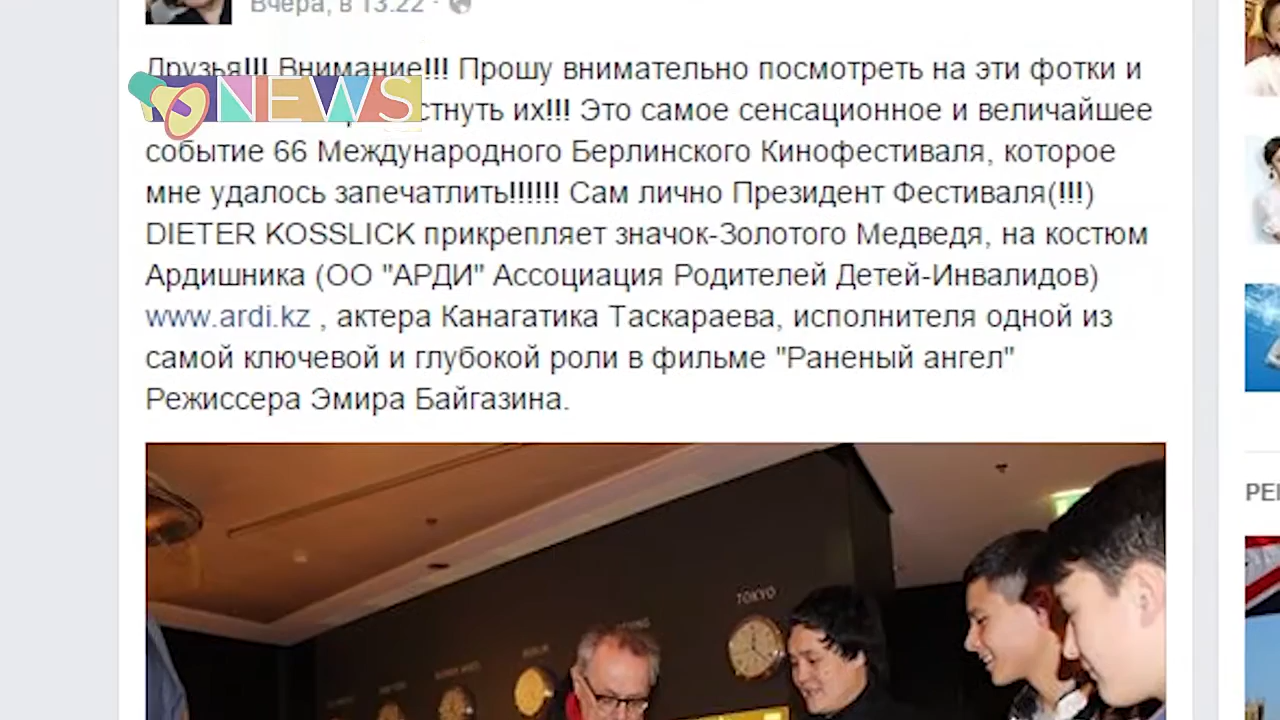 Вчера, в 13:22 ·
Друзья!!! Внимание!!! Прошу внимательно посмотреть на эти фотки и
NEWS
их!!! Это самое сенсационное и величайшее
событие 66 Международного Берлинского Кинофестиваля, которое
мне удалось запечатлить!!!!!! Сам лично Президент Фестиваля(!!!)
DIETER KOSSLICK прикрепляет значок-Золотого Медведя, на костюм
Ардишника (ОО "АРДИ" Ассоциация Родителей Детей-Инвалидов)
www.ardi.kz , актера Канагатика Таскараева, исполнителя одной из
самой ключевой и глубокой роли в фильме "Раненый ангел"
Режиссера Эмира Байгазина.
TOKYO